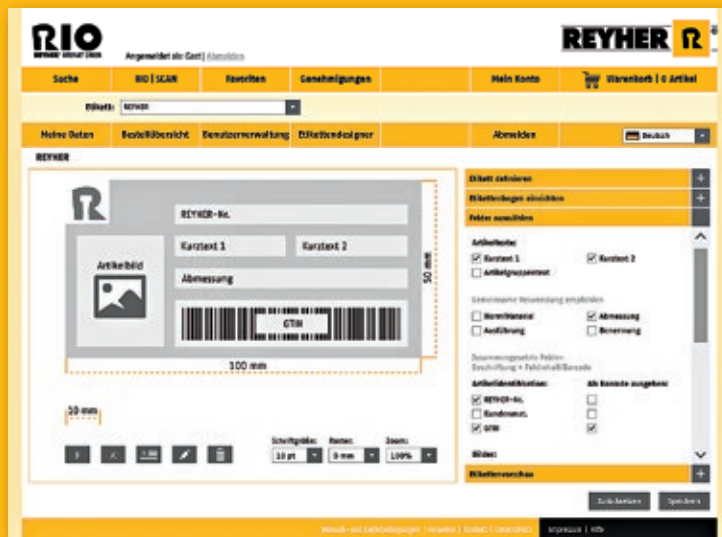 RIO
REYHER
Angemeldet als: Gast | Abmelden
Suche RIO | SCAN Favoriten Genehmigungen Mein Konto Warenkorb | 0 Artikel
Etikett: REYHER
Meine Daten Bestellübersicht Benutzerverwaltung Etikettendesigner Abmelden Deutsch
REYHER
REYHER-Nr.
Kurztext 1 Kurztext 2
Artikelbild
Abmessung
GTIN
50 mm
100 mm
10 mm
Schriftgröße: Raster: Zoom:
10 pt 0 mm 100%
Etikett definieren
Etikettenbogen einrichten
Felder auswählen
Artikeltexte:
Kurztext 1 Kurztext 2
Artikelgruppentext
Gemeinsame Verwendung empfohlen
Norm/Material Abmessung
Ausführung Benennung
Zusammengesetzte Felder
Beschriftung + Feldinhalt/Barcode
Artikelidentifikation: Als Barcode ausgeben:
REYHER-Nr.
Kundenmat.
GTIN
Bilder:
Etikettenvorschau
Zurücksetzen Speichern
Impressum | Hilfe